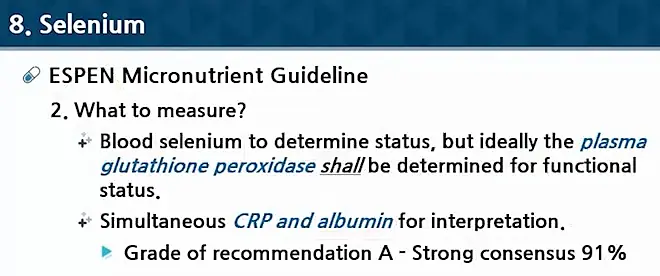 8. Selenium
ESPEN Micronutrient Guideline
2. What to measure?
Blood selenium to determine status, but ideally the plasma
glutathione peroxidase shall be determined for functional
status.
Simultaneous CRP and albumin for interpretation.
Grade of recommendation A - Strong consensus 91%